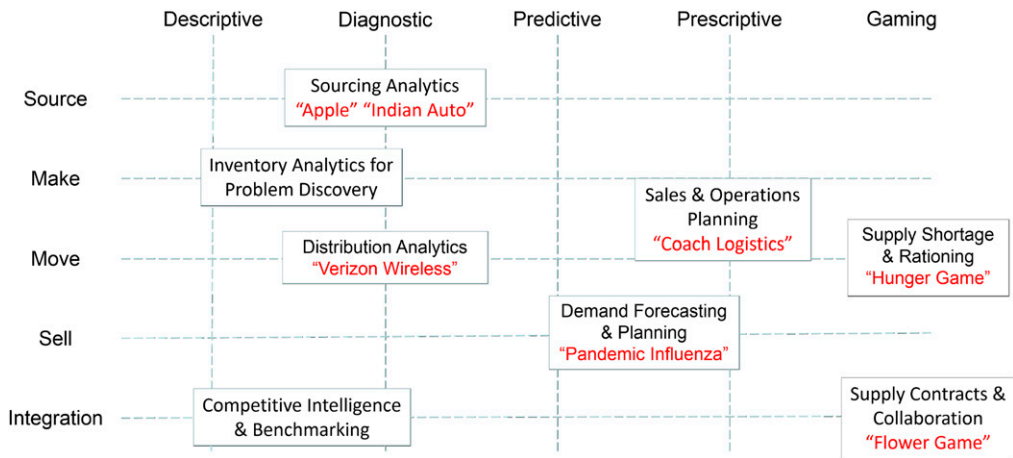 Descriptive Diagnostic Predictive Prescriptive Gaming
Source
Sourcing Analytics
“Apple” “Indian Auto”
Make
Inventory Analytics for
Problem Discovery
Sales & Operations
Planning
“Coach Logistics”
Move
Distribution Analytics
“Verizon Wireless”
Supply Shortage
& Rationing
“Hunger Game”
Sell
Demand Forecasting
& Planning
“Pandemic Influenza”
Integration
Competitive Intelligence
& Benchmarking
Supply Contracts &
Collaboration
“Flower Game”